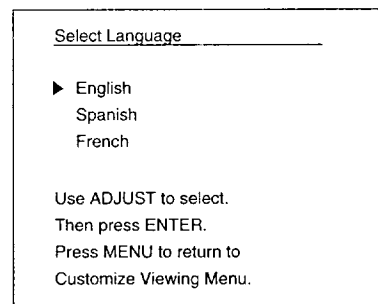 Select Language
▶ English
Spanish
French
Use ADJUST to select.
Then press ENTER.
Press MENU to return to
Customize Viewing Menu.